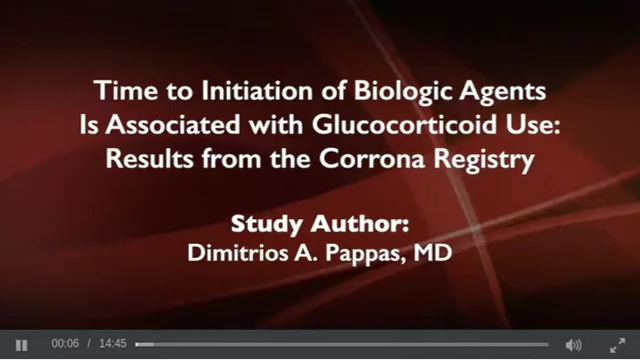 Time to Initiation of Biologic Agents
Is Associated with Glucocorticoid Use:
Results from the Corrona Registry
Study Author:
Dimitrios A. Pappas, MD
00:06 / 14:45